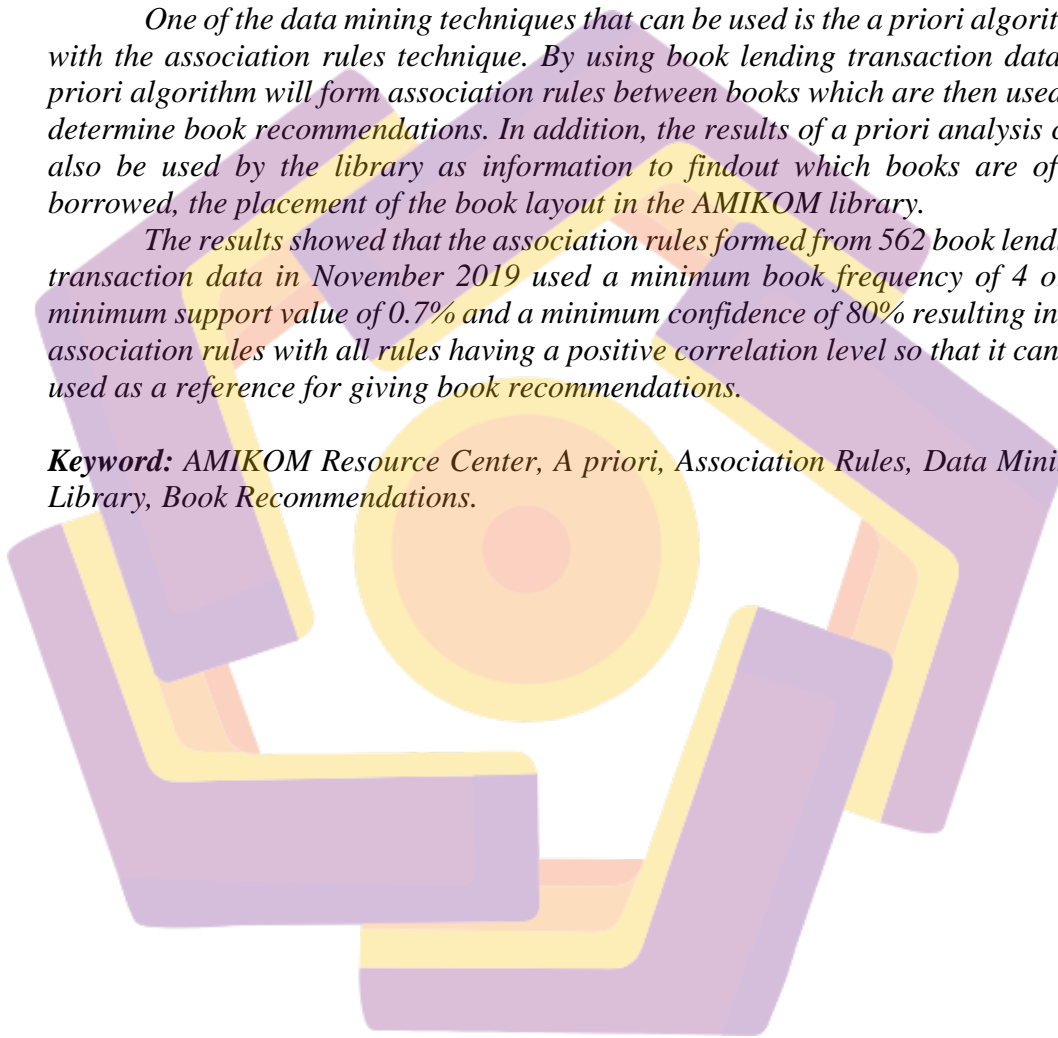 One of the data mining techniques that can be used is the a priori algorit
with the association rules technique. By using book lending transaction data
priori algorithm will form association rules between books which are then used
determine book recommendations. In addition, the results of a priori analysis c
also be used by the library as information to findout which books are of
borrowed, the placement of the book layout in the AMIKOM library.
The results showed that the association rules formed from 562 book lendi
transaction data in November 2019 used a minimum book frequency of 4 o
minimum support value of 0.7% and a minimum confidence of 80% resulting in
association rules with all rules having a positive correlation level so that it can
used as a reference for giving book recommendations.
Keyword: AMIKOM Resource Center, A priori, Association Rules, Data Mini
Library, Book Recommendations.